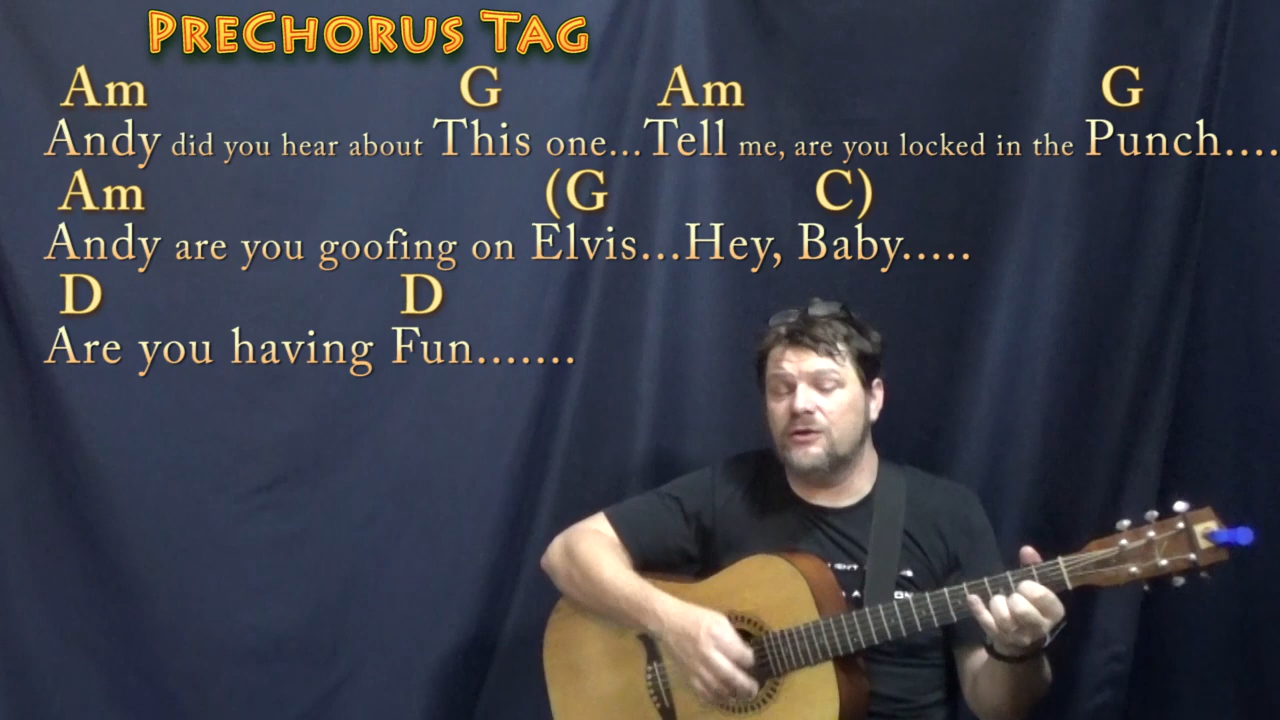 PreChorus Tag
Am G Am G
Andy did you hear about This one...Tell me, are you locked in the Punch....
Am (G C)
Andy are you goofing on Elvis...Hey, Baby.....
D D
Are you having Fun.......